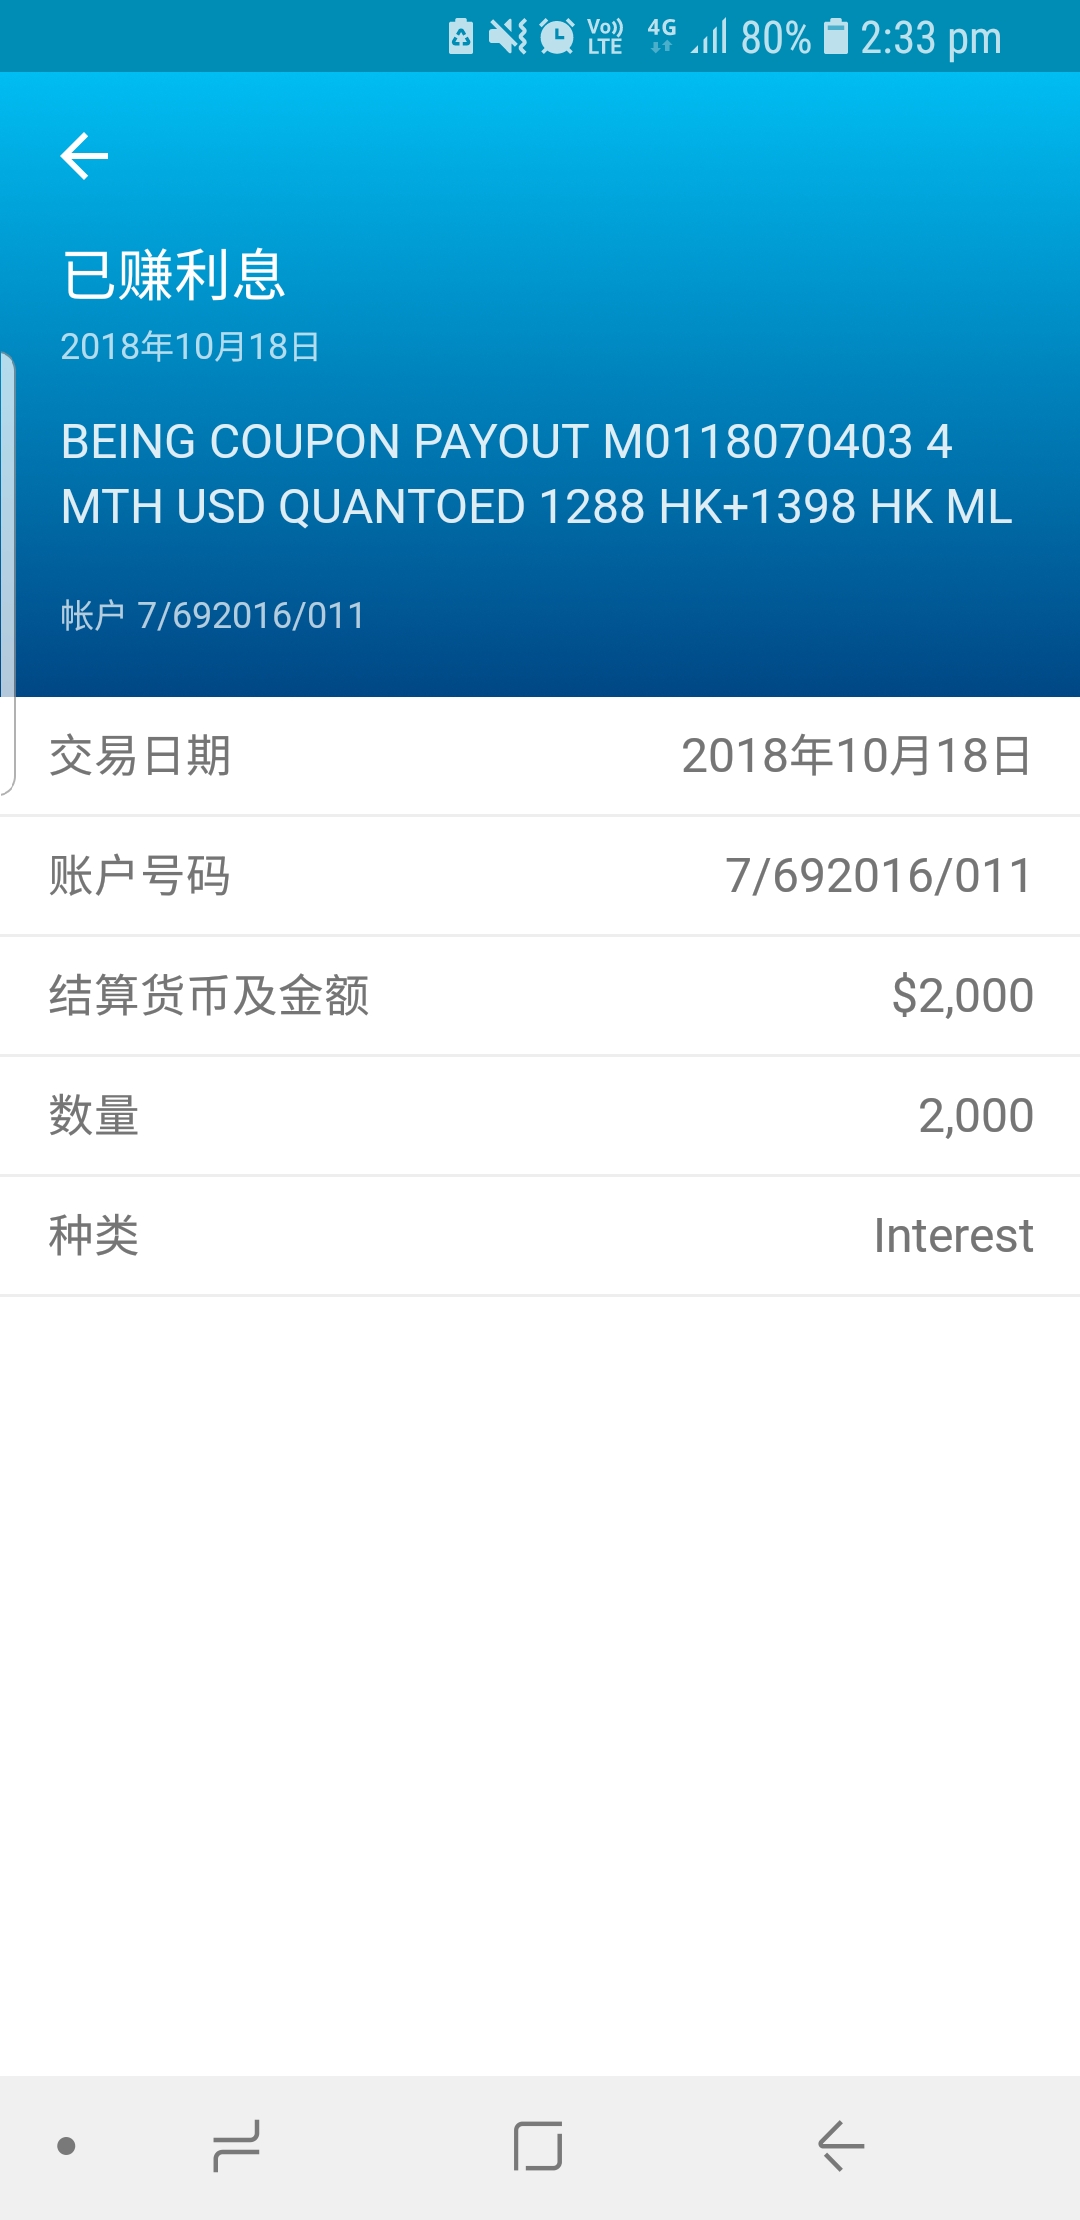 Vo)) LTE 4G 80% 2:33 pm
已赚利息
2018年10月18日
BEING COUPON PAYOUT M0118070403 4
MTH USD QUANTOED 1288 HK+1398 HK ML
帐户 7/692016/011
交易日期 2018年10月18日
账户号码 7/692016/011
结算货币及金额 $2,000
数量 2,000
种类 Interest